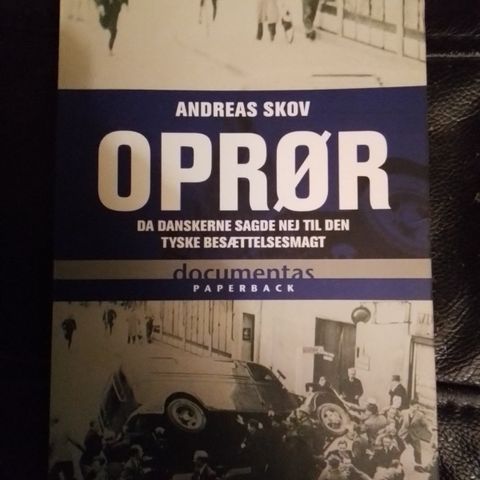 ANDREAS SKOV
OPRØR
DA DANSKERNE SAGDE NEJ TIL DEN
TYSKE BESÆTTELSESMAGT
documentas
PAPERBACK